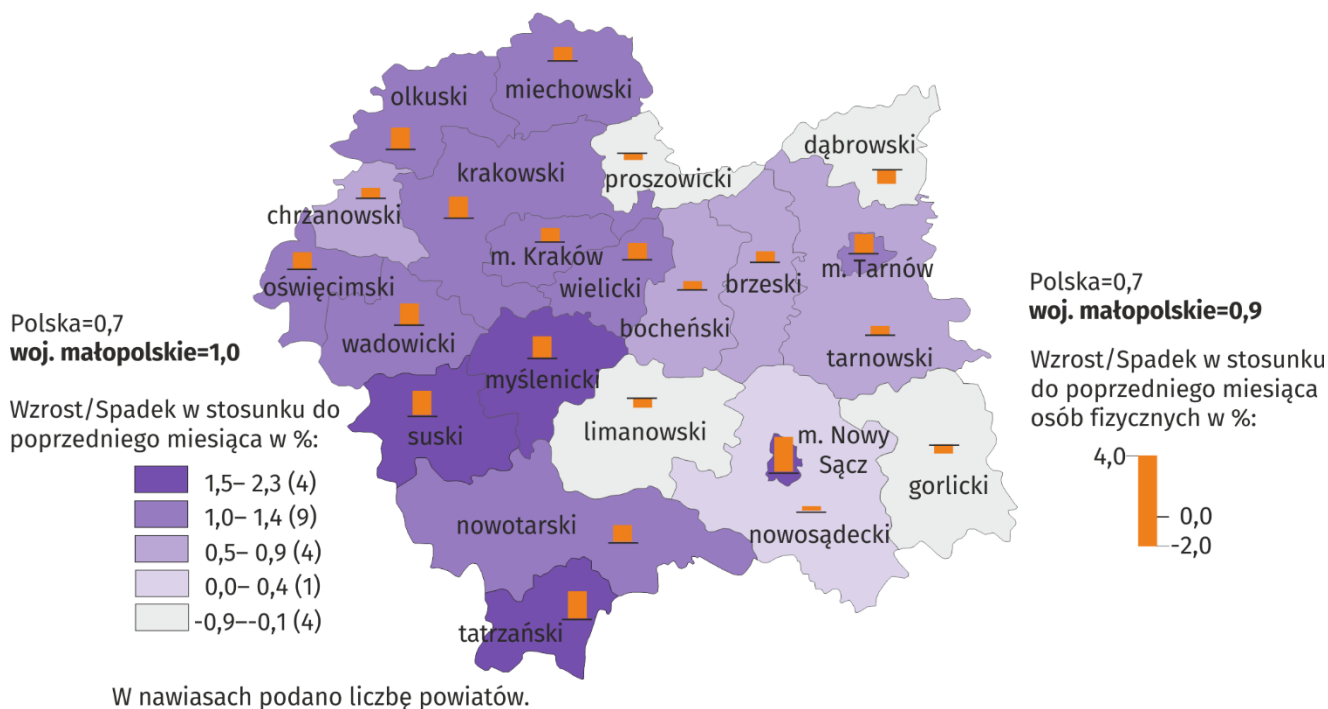 miechowski
olkuski
dąbrowski
krakowski
proszowicki
chrzanowski
m. Kraków
m. Tarnów
oświęcimski
wielicki
brzeski
bocheński
wadowicki
tarnowski
myślenicki
suski
limanowski
m. Nowy
Sącz
gorlicki
nowotarski
nowosądecki
tatrzański
Polska=0,7
woj. małopolskie=1,0
Wzrost/Spadek w stosunku do
poprzedniego miesiąca w %:
1,5– 2,3 (4)
1,0– 1,4 (9)
0,5– 0,9 (4)
0,0– 0,4 (1)
-0,9–-0,1 (4)
W nawiasach podano liczbę powiatów.
Polska=0,7
woj. małopolskie=0,9
Wzrost/Spadek w stosunku
do poprzedniego miesiąca
osób fizycznych w %:
4,0
0,0
-2,0